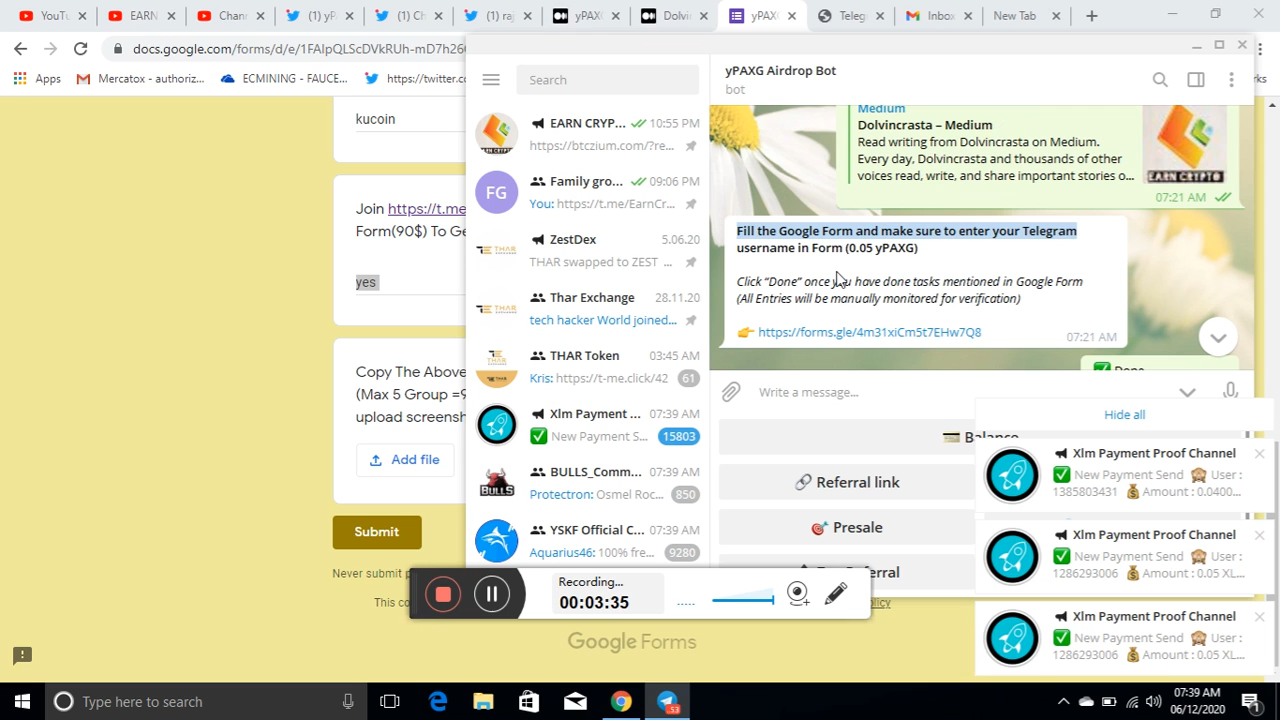 YouTu
EARN
Chann
(1) yP
(1) Ch
(1) raj
yPAX
Dolvin
yPAX
Teleg
Inbox
New Tab
docs.google.com/forms/d/e/1FAIpQLScDVkRUh-mD7h26
Apps
Mercatox - authoriz...
ECMINING - FAUCE...
https://twitter.co
ks
kucoin
Join https://t.me
Form(90$) To Ge
yes
Copy The Above
(Max 5 Group =9
upload screensh
Add file
Submit
Never submit p
This co
olicy
Google Forms
Search
EARN CRYP... 10:55 PM
https://btczium.com/?re...
FG
Family gro... 09:06 PM
You: https://t.me/EarnCr...
ZestDex 5.06.20
THAR swapped to ZEST ...
Thar Exchange 28.11.20
tech hacker World joined...
THAR Token 03:45 AM
Kris: https://t-me.click/42 61
Xlm Payment ... 07:39 AM
✅ New Payment S... 15803
BULLS
BULLS_Comm... 07:39 AM
Protectron: Osmel Roc... 850
YSKF Official C... 07:39 AM
Aquarius46: 100% fre... 9280
yPAXG Airdrop Bot
bot
Medium
Dolvincrasta – Medium
Read writing from Dolvincrasta on Medium.
Every day, Dolvincrasta and thousands of other
voices read, write, and share important stories o...
EARN CRYPTO
07:21 AM
Fill the Google Form and make sure to enter your Telegram
username in Form (0.05 yPAXG)
Click “Done” once you have done tasks mentioned in Google Form
(All Entries will be manually monitored for verification)
👉 https://forms.gle/4m31xiCm5t7EHw7Q8
07:21 AM
✅ Done
Write a message...
Balance
🔗 Referral link
🎯 Presale
Referral
Hide all
Xlm Payment Proof Channel
✅ New Payment Send 🙈 User :
1385803431 💰 Amount : 0.0400...
Xlm Payment Proof Channel
✅ New Payment Send 🙈 User :
1286293006 💰 Amount : 0.05 XL...
Xlm Payment Proof Channel
✅ New Payment Send 🙈 User :
1286293006 💰 Amount : 0.05 XL...
Recording...
00:03:35
Type here to search
53
07:39 AM
06/12/2020
1